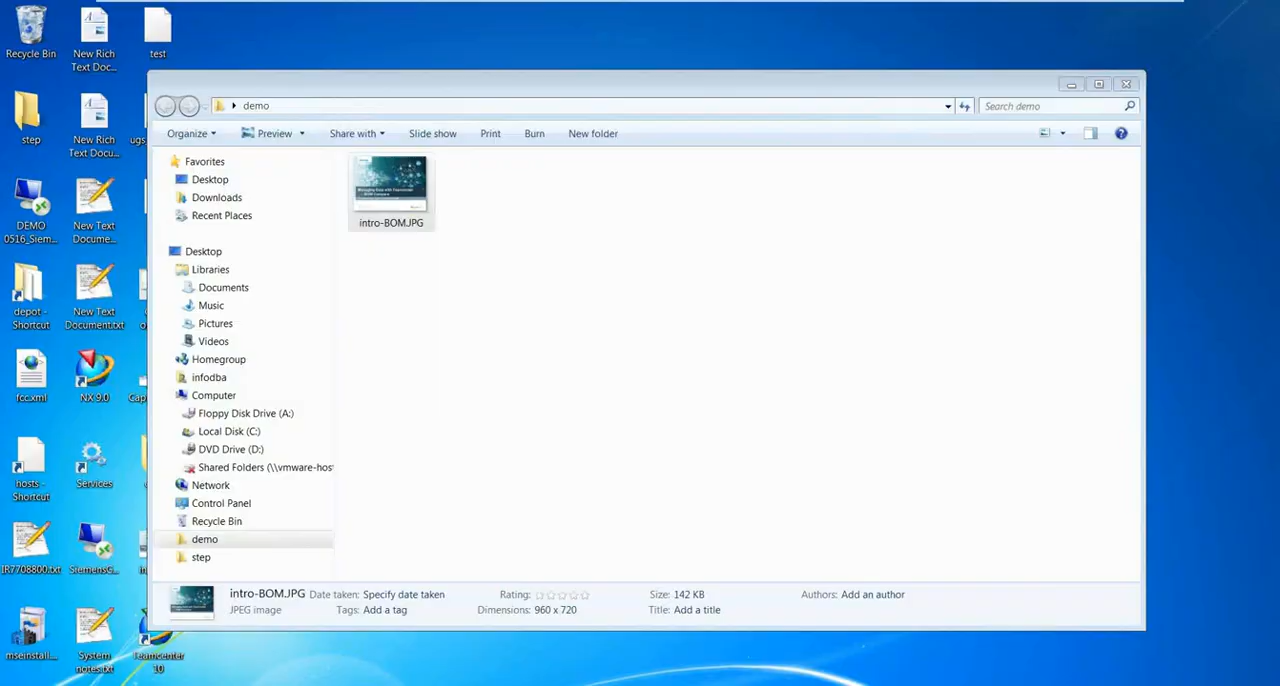 Recycle Bin
New Rich
Text Doc...
test
demo
Search demo
Organize
Preview
Share with
Slide show
Print
Burn
New folder
step
New Rich
Text Docu...
ugs
Favorites
Desktop
Downloads
Recent Places
intro-BOM.JPG
DEMO
0516_Siem...
New Text
Docume...
Desktop
Libraries
Documents
Music
Pictures
Videos
Homegroup
infodba
Computer
Floppy Disk Drive (A:)
Local Disk (C:)
DVD Drive (D:)
Shared Folders (\\vmware-hos
Network
Control Panel
Recycle Bin
demo
step
depot -
Shortcut
New Text
Document.txt
fcc.xml
NX 9.0
Cap
hosts -
Shortcut
Services
IR7708800.txt
SiemensG...
intro-BOM.JPG
Date taken: Specify date taken
Rating:
Size: 142 KB
Authors: Add an author
JPEG image
Tags: Add a tag
Dimensions: 960 x 720
Title: Add a title
mseinstall...
System
notes.txt
Teamcenter
10